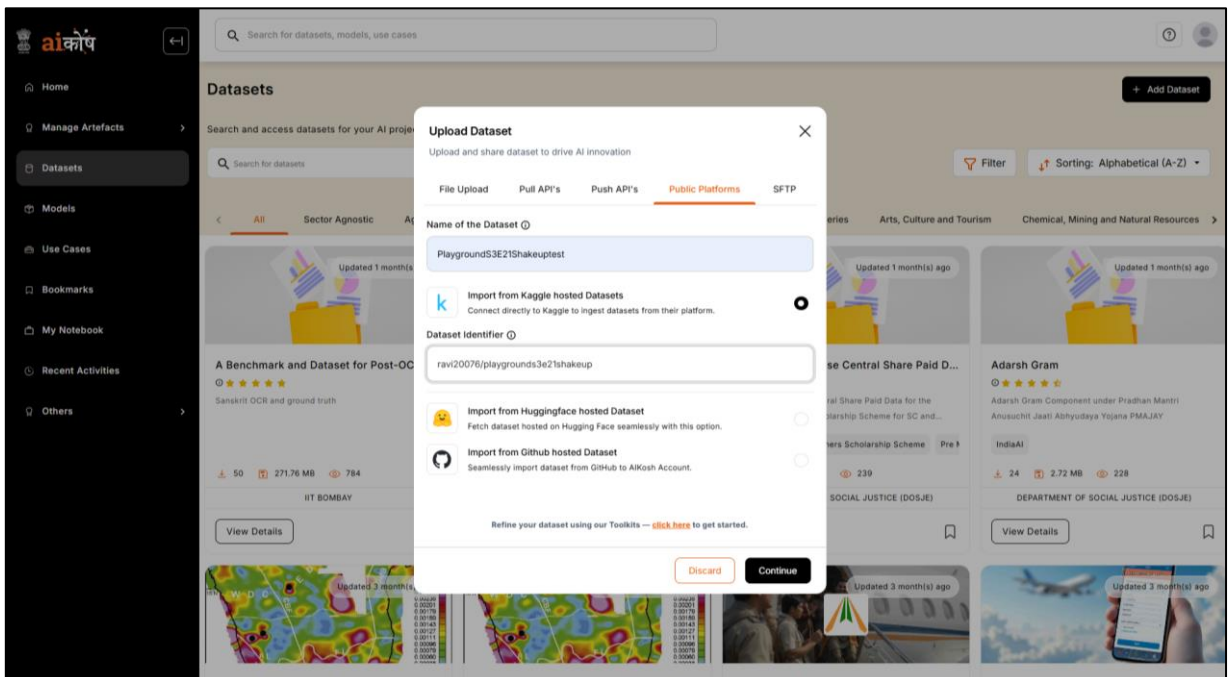 aiकोष
Home
Manage Artefacts
Datasets
Models
Use Cases
Bookmarks
My Notebook
Recent Activities
Others
Search for datasets, models, use cases
Datasets
+ Add Dataset
Search and access datasets for your AI proje
Search for datasets
Filter
Sorting: Alphabetical (A-Z)
All
Sector Agnostic
Ag
eries
Arts, Culture and Tourism
Chemical, Mining and Natural Resources
Upload Dataset
Upload and share dataset to drive AI innovation
File Upload
Pull API's
Push API's
Public Platforms
SFTP
Name of the Dataset
PlaygroundS3E21Shakeuptest
Import from Kaggle hosted Datasets
Connect directly to Kaggle to ingest datasets from their platform.
Dataset Identifier
ravi20076/playgrounds3e21shakeup
Import from Huggingface hosted Dataset
Fetch dataset hosted on Hugging Face seamlessly with this option.
Import from Github hosted Dataset
Seamlessly import dataset from GitHub to AIKosh Account.
Refine your dataset using our Toolkits — click here to get started.
Discard
Continue
Updated 1 month(s
A Benchmark and Dataset for Post-OC
Sanskrit OCR and ground truth
50
271.76 MB
784
IIT BOMBAY
View Details
Updated 1 month(s) ago
se Central Share Paid D...
ral Share Paid Data for the
olarship Scheme for SC and...
ners Scholarship Scheme
Pre M
239
SOCIAL JUSTICE (DOSJE)
Updated 1 month(s) ago
Adarsh Gram
Adarsh Gram Component under Pradhan Mantri
Anusuchit Jaati Abhyudaya Yojana PMAJAY
IndiaAI
24
2.72 MB
228
DEPARTMENT OF SOCIAL JUSTICE (DOSJE)
View Details
Updated 3 month(s
Updated 3 month(s) ago
Updated 3 month(s) ago